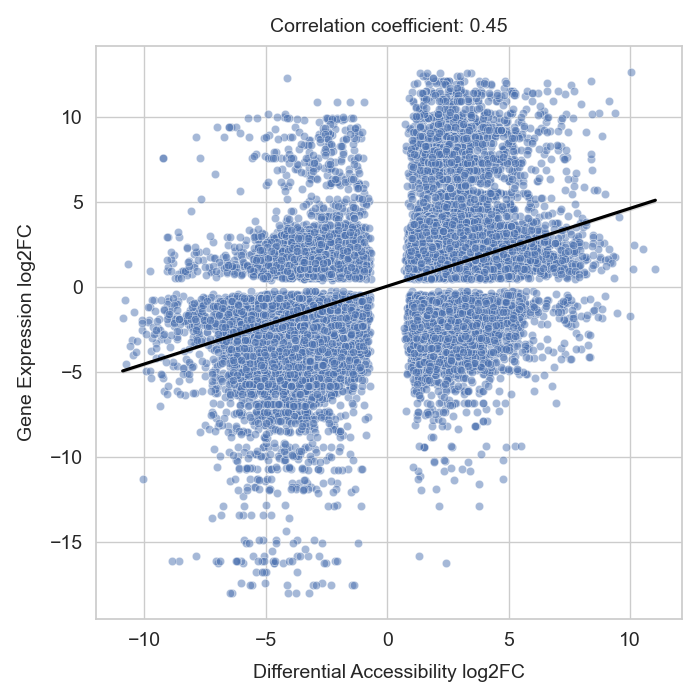 Correlation coefficient: 0.45
Gene Expression log2FC
10
5
0
−5
−10
−15
−10 −5 0 5 10
Differential Accessibility log2FC